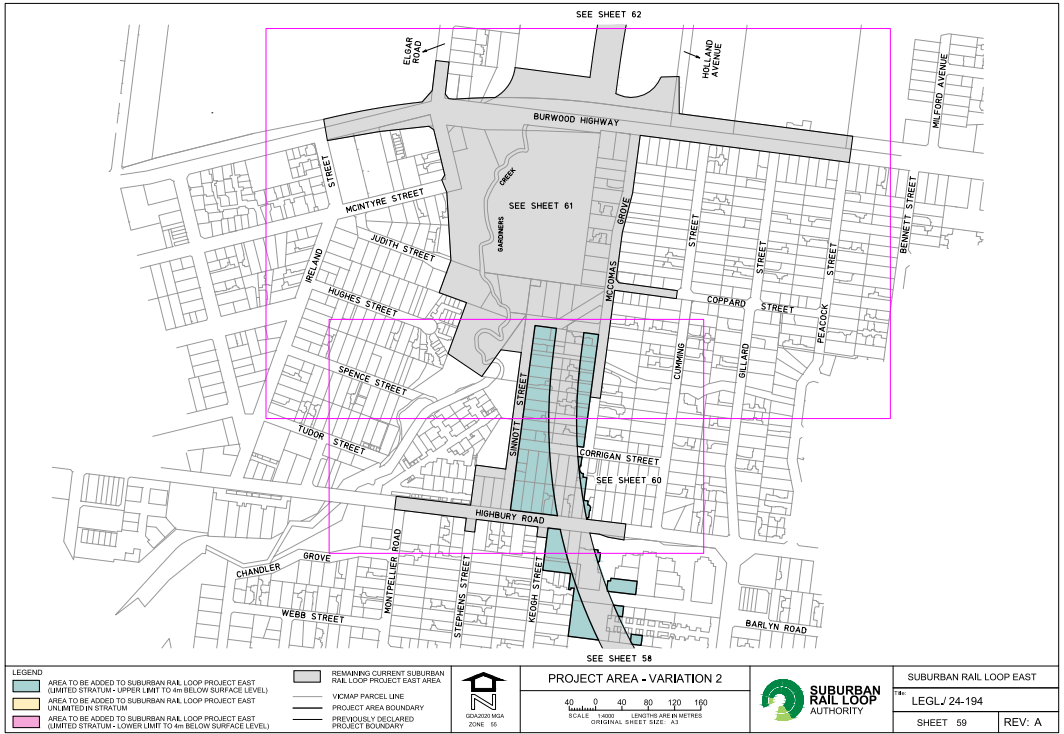 SEE SHEET 62
ELGAR
ROAD
HOLLAND
AVENUE
MILFORD AVENUE
BURWOOD HIGHWAY
STREET
MCINTYRE STREET
CREEK
SEE SHEET 61
GARDINERS
GROVE
STREET
STREET
STREET
BENNETT STREET
JUDITH STREET
IRELAND
HUGHES STREET
MCCOMAS
COPPARD STREET
PEACOCK
CUMMING
GILLARD
SPENCE STREET
STREET
SINNOTT
TUDOR STREET
CORRIGAN STREET
SEE SHEET 60
HIGHBURY ROAD
CHANDLER GROVE
MONTPELLIER ROAD
STEPHENS STREET
KEOGH STREET
WEBB STREET
BARLYN ROAD
SEE SHEET 58
LEGEND
AREA TO BE ADDED TO SUBURBAN RAIL LOOP PROJECT EAST
(LIMITED STRATUM - UPPER LIMIT TO 4m BELOW SURFACE LEVEL)
AREA TO BE ADDED TO SUBURBAN RAIL LOOP PROJECT EAST
UNLIMITED IN STRATUM
AREA TO BE ADDED TO SUBURBAN RAIL LOOP PROJECT EAST
(LIMITED STRATUM - LOWER LIMIT TO 4m BELOW SURFACE LEVEL)
REMAINING CURRENT SUBURBAN
RAIL LOOP PROJECT EAST AREA
VICMAP PARCEL LINE
PROJECT AREA BOUNDARY
PREVIOUSLY DECLARED
PROJECT BOUNDARY
N
GDA2020 MGA
ZONE 55
PROJECT AREA - VARIATION 2
40 0 40 80 120 160
SCALE 1:4000 LENGTHS ARE IN METRES
ORIGINAL SHEET SIZE: A3
SUBURBAN
RAIL LOOP
AUTHORITY
SUBURBAN RAIL LOOP EAST
Title:
LEGL./ 24-194
SHEET 59
REV: A